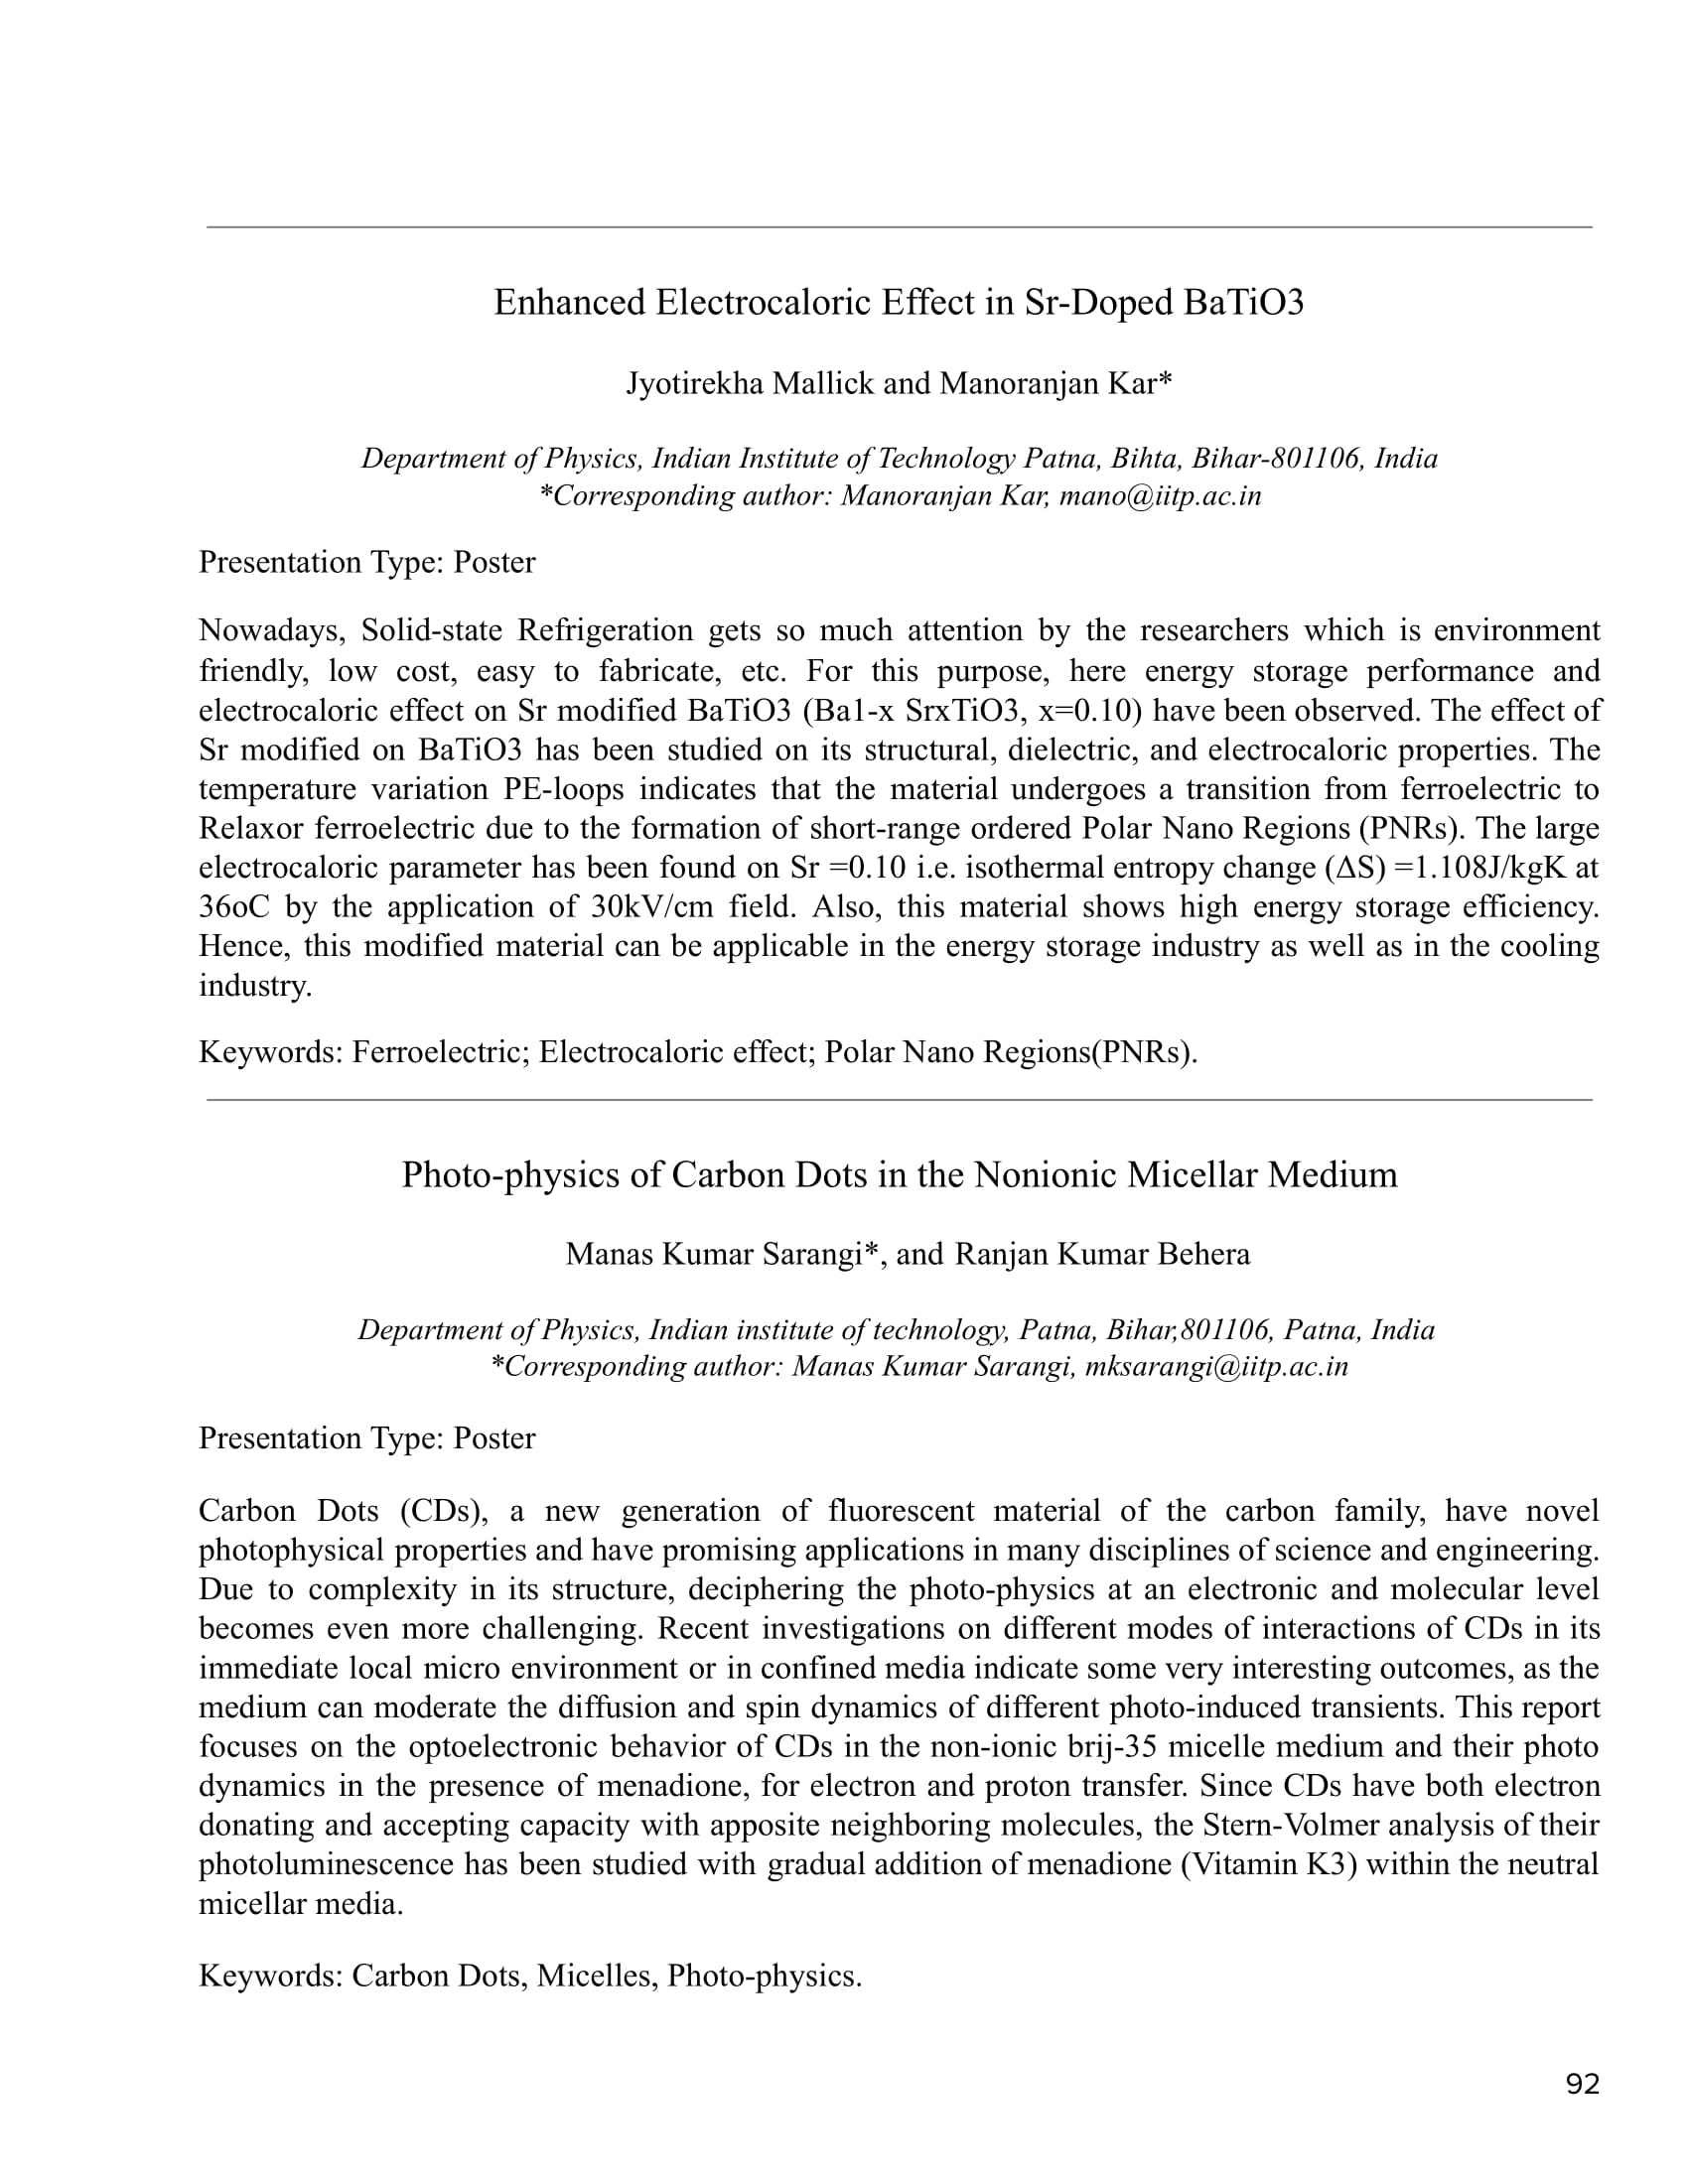 Enhanced Electrocaloric Effect in Sr-Doped BaTiO3
Jyotirekha Mallick and Manoranjan Kar*
Department of Physics, Indian Institute of Technology Patna, Bihta, Bihar-801106, India
*Corresponding author: Manoranjan Kar, mano@iitp.ac.in
Presentation Type: Poster
Nowadays, Solid-state Refrigeration gets so much attention by the researchers which is environment
friendly, low cost, easy to fabricate, etc. For this purpose, here energy storage performance and
electrocaloric effect on Sr modified BaTiO3 (Ba1-x SrxTiO3, x=0.10) have been observed. The effect of
Sr modified on BaTiO3 has been studied on its structural, dielectric, and electrocaloric properties. The
temperature variation PE-loops indicates that the material undergoes a transition from ferroelectric to
Relaxor ferroelectric due to the formation of short-range ordered Polar Nano Regions (PNRs). The large
electrocaloric parameter has been found on Sr =0.10 i.e. isothermal entropy change (ΔS) =1.108J/kgK at
36oC by the application of 30kV/cm field. Also, this material shows high energy storage efficiency.
Hence, this modified material can be applicable in the energy storage industry as well as in the cooling
industry.
Keywords: Ferroelectric; Electrocaloric effect; Polar Nano Regions(PNRs).
Photo-physics of Carbon Dots in the Nonionic Micellar Medium
Manas Kumar Sarangi*, and Ranjan Kumar Behera
Department of Physics, Indian institute of technology, Patna, Bihar,801106, Patna, India
*Corresponding author: Manas Kumar Sarangi, mksarangi@iitp.ac.in
Presentation Type: Poster
Carbon Dots (CDs), a new generation of fluorescent material of the carbon family, have novel
photophysical properties and have promising applications in many disciplines of science and engineering.
Due to complexity in its structure, deciphering the photo-physics at an electronic and molecular level
becomes even more challenging. Recent investigations on different modes of interactions of CDs in its
immediate local micro environment or in confined media indicate some very interesting outcomes, as the
medium can moderate the diffusion and spin dynamics of different photo-induced transients. This report
focuses on the optoelectronic behavior of CDs in the non-ionic brij-35 micelle medium and their photo
dynamics in the presence of menadione, for electron and proton transfer. Since CDs have both electron
donating and accepting capacity with apposite neighboring molecules, the Stern-Volmer analysis of their
photoluminescence has been studied with gradual addition of menadione (Vitamin K3) within the neutral
micellar media.
Keywords: Carbon Dots, Micelles, Photo-physics.
92